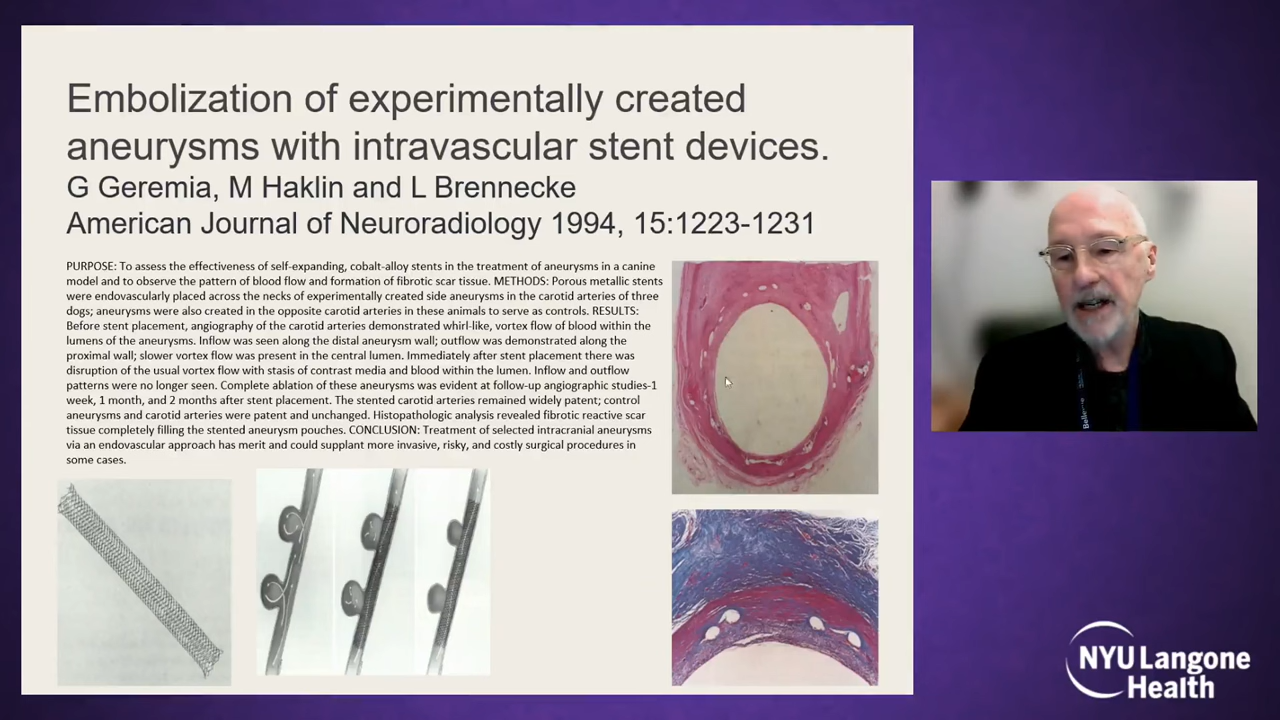 Embolization of experimentally created
aneurysms with intravascular stent devices.
G Geremia, M Haklin and L Brennecke
American Journal of Neuroradiology 1994, 15:1223-1231
PURPOSE: To assess the effectiveness of self-expanding, cobalt-alloy stents in the treatment of aneurysms in a canine
model and to observe the pattern of blood flow and formation of fibrotic scar tissue. METHODS: Porous metallic stents
were endovascularly placed across the necks of experimentally created side aneurysms in the carotid arteries of three
dogs; aneurysms were also created in the opposite carotid arteries in these animals to serve as controls. RESULTS:
Before stent placement, angiography of the carotid arteries demonstrated whirl-like, vortex flow of blood within the
lumens of the aneurysms. Inflow was seen along the distal aneurysm wall; outflow was demonstrated along the
proximal wall; slower vortex flow was present in the central lumen. Immediately after stent placement there was
disruption of the usual vortex flow with stasis of contrast media and blood within the lumen. Inflow and outflow
patterns were no longer seen. Complete ablation of these aneurysms was evident at follow-up angiographic studies-1
week, 1 month, and 2 months after stent placement. The stented carotid arteries remained widely patent; control
aneurysms and carotid arteries were patent and unchanged. Histopathologic analysis revealed fibrotic reactive scar
tissue completely filling the stented aneurysm pouches. CONCLUSION: Treatment of selected intracranial aneurysms
via an endovascular approach has merit and could supplant more invasive, risky, and costly surgical procedures in
some cases.
NYU Langone
Health